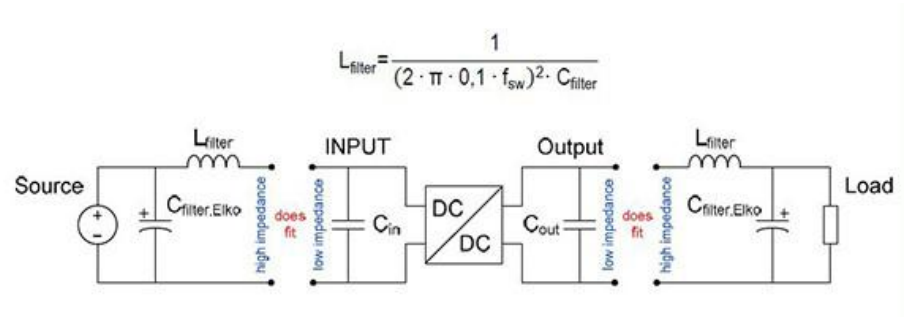 L_filter = 1 / (2 · π · 0,1 · f_sw)² · C_filter
L_filter
INPUT
Output
L_filter
Source
+
−
+
C_filter,Elko
high impedance
does
fit
low impedance
C_in
DC
DC
C_out
low impedance
does
fit
high impedance
C_filter,Elko
+
Load